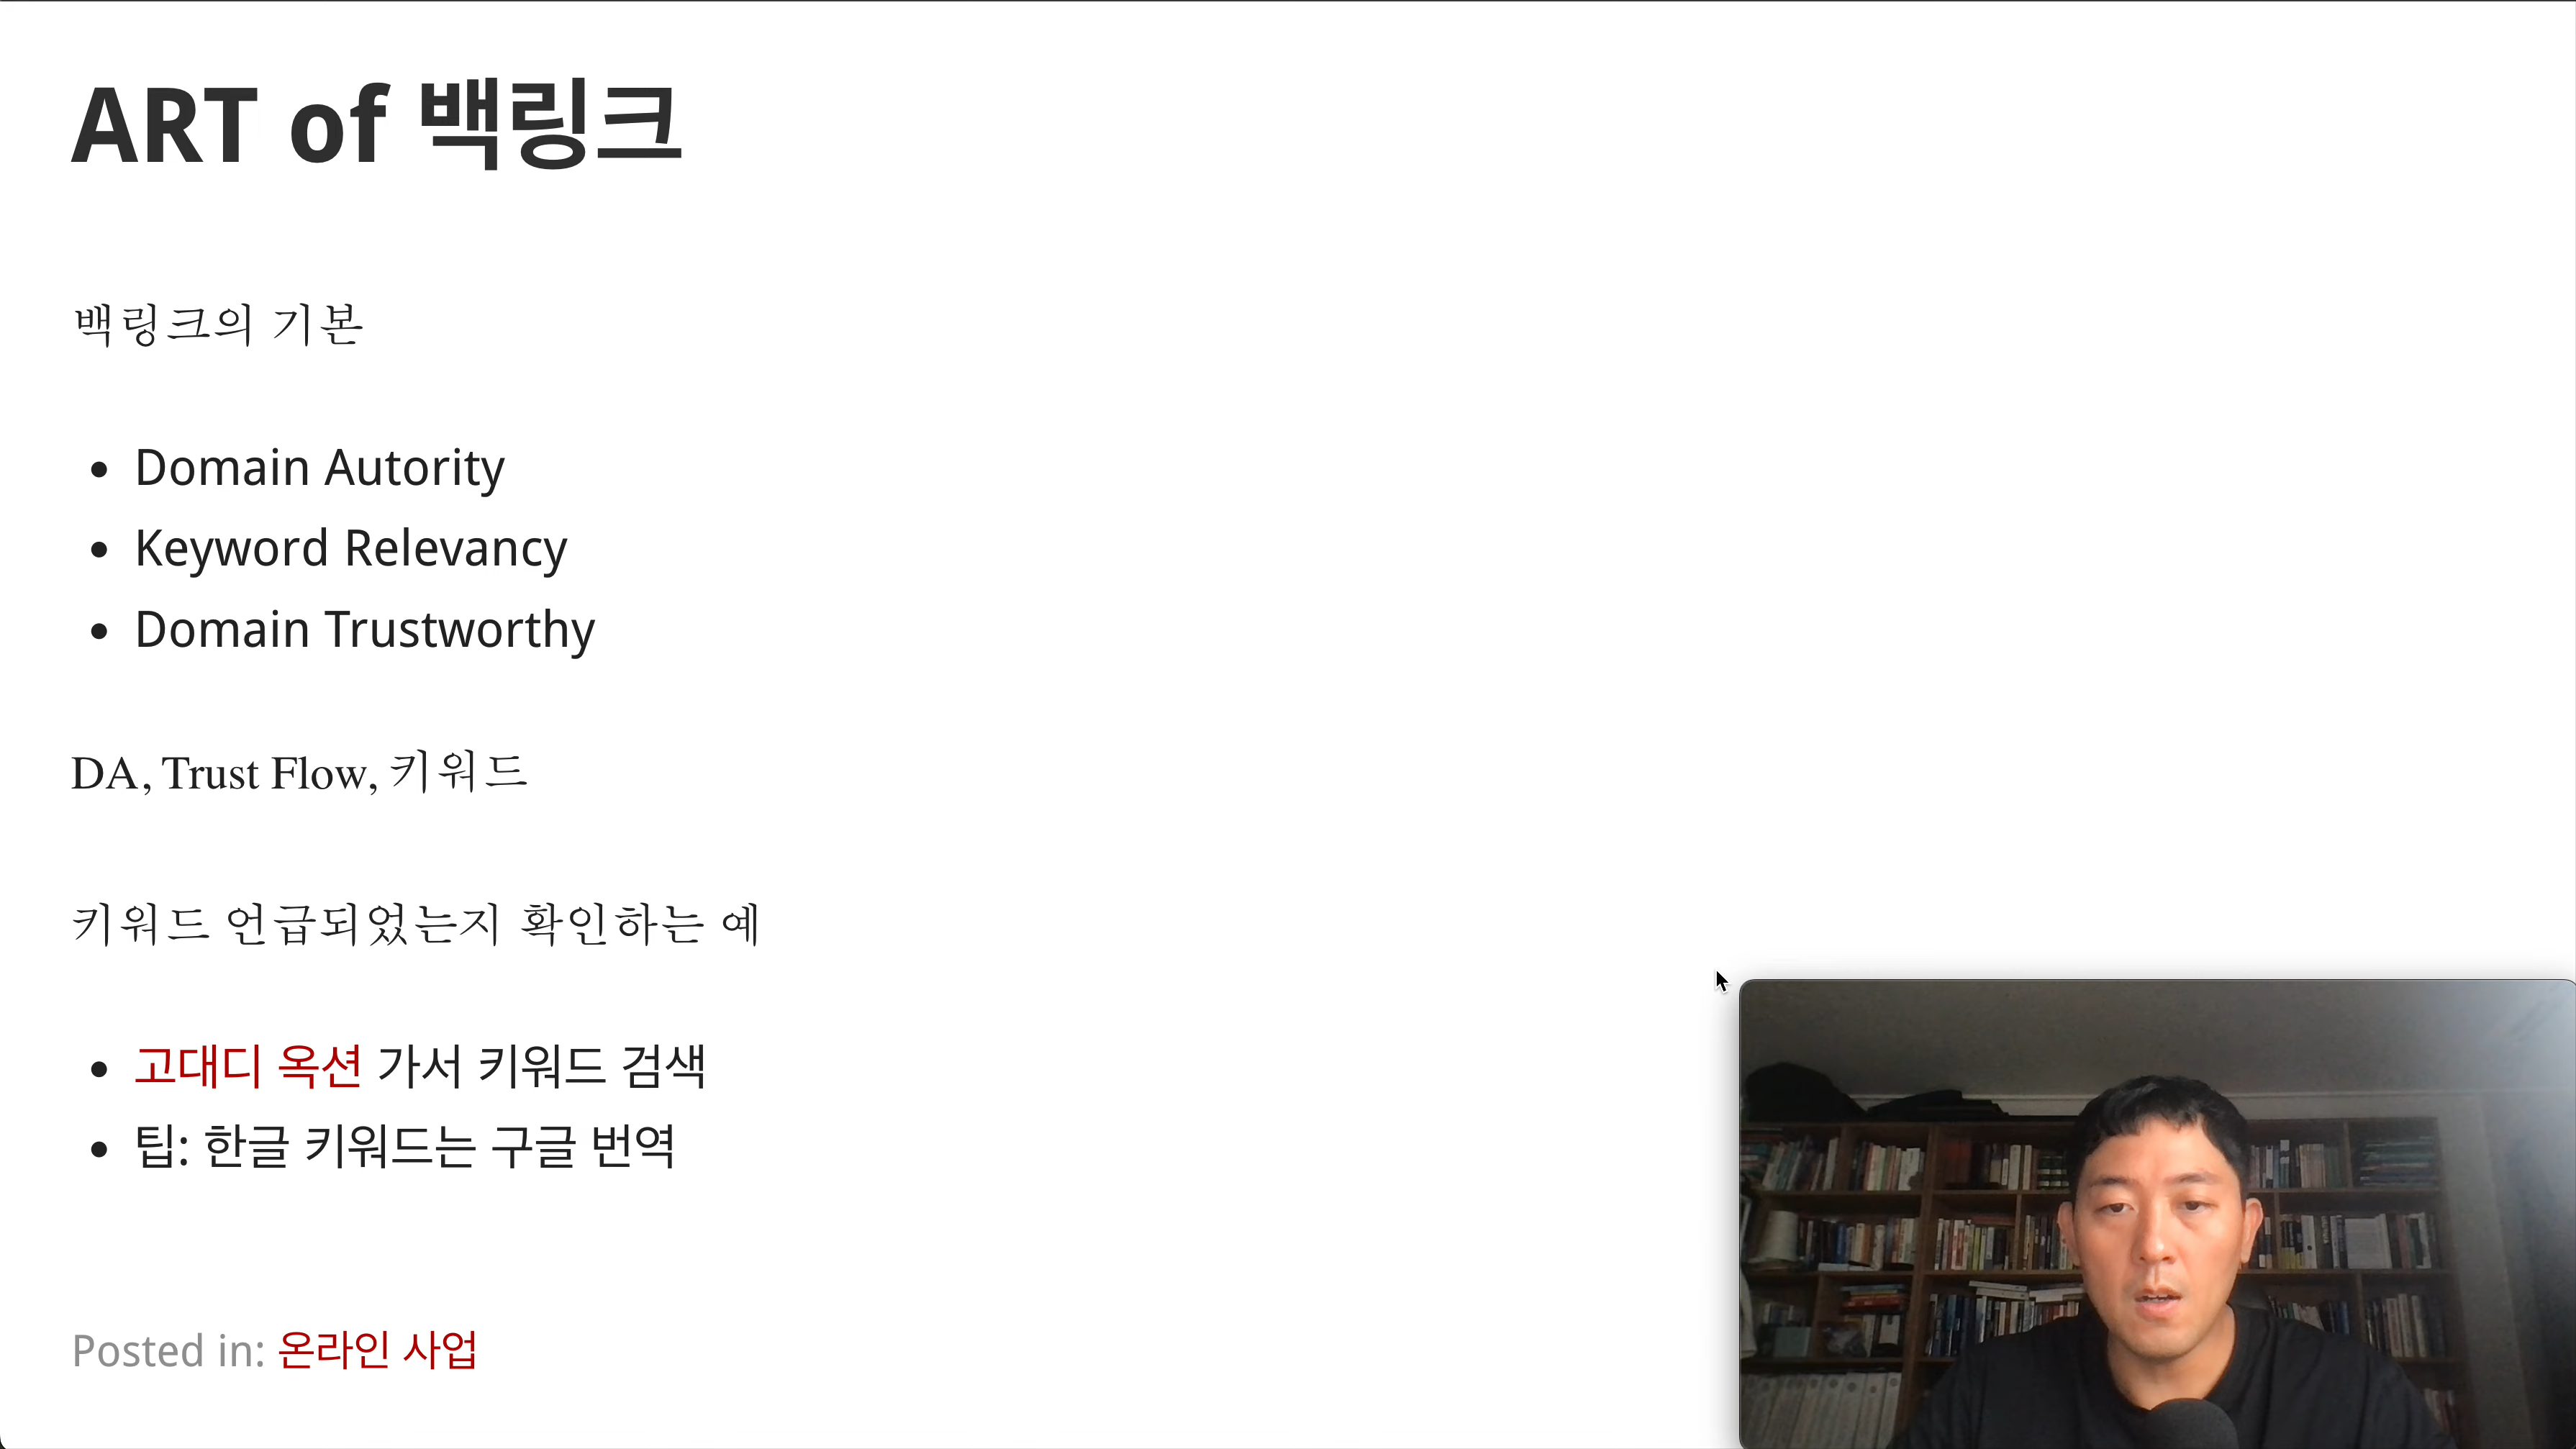 ART of 백링크
백링크의 기본
• Domain Autority
• Keyword Relevancy
• Domain Trustworthy
DA, Trust Flow, 키워드
키워드 언급되었는지 확인하는 예
• 고대디 옥션 가서 키워드 검색
• 팁: 한글 키워드는 구글 번역
Posted in: 온라인 사업